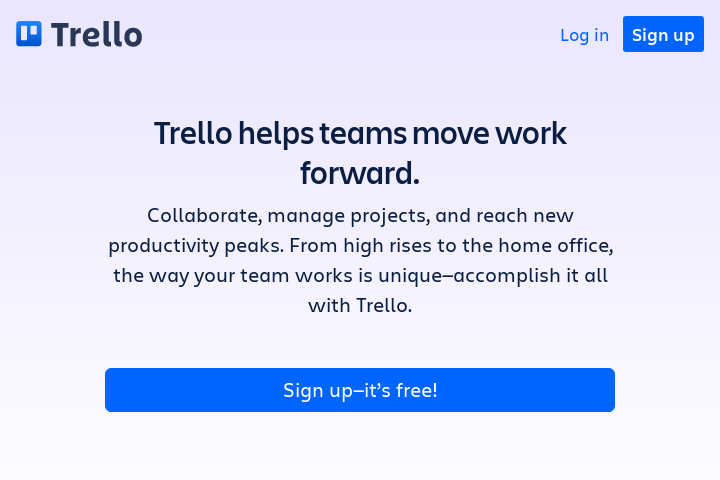 Trello
Log in
Sign up
Trello helps teams move work
forward.
Collaborate, manage projects, and reach new
productivity peaks. From high rises to the home office,
the way your team works is unique—accomplish it all
with Trello.
Sign up—it’s free!